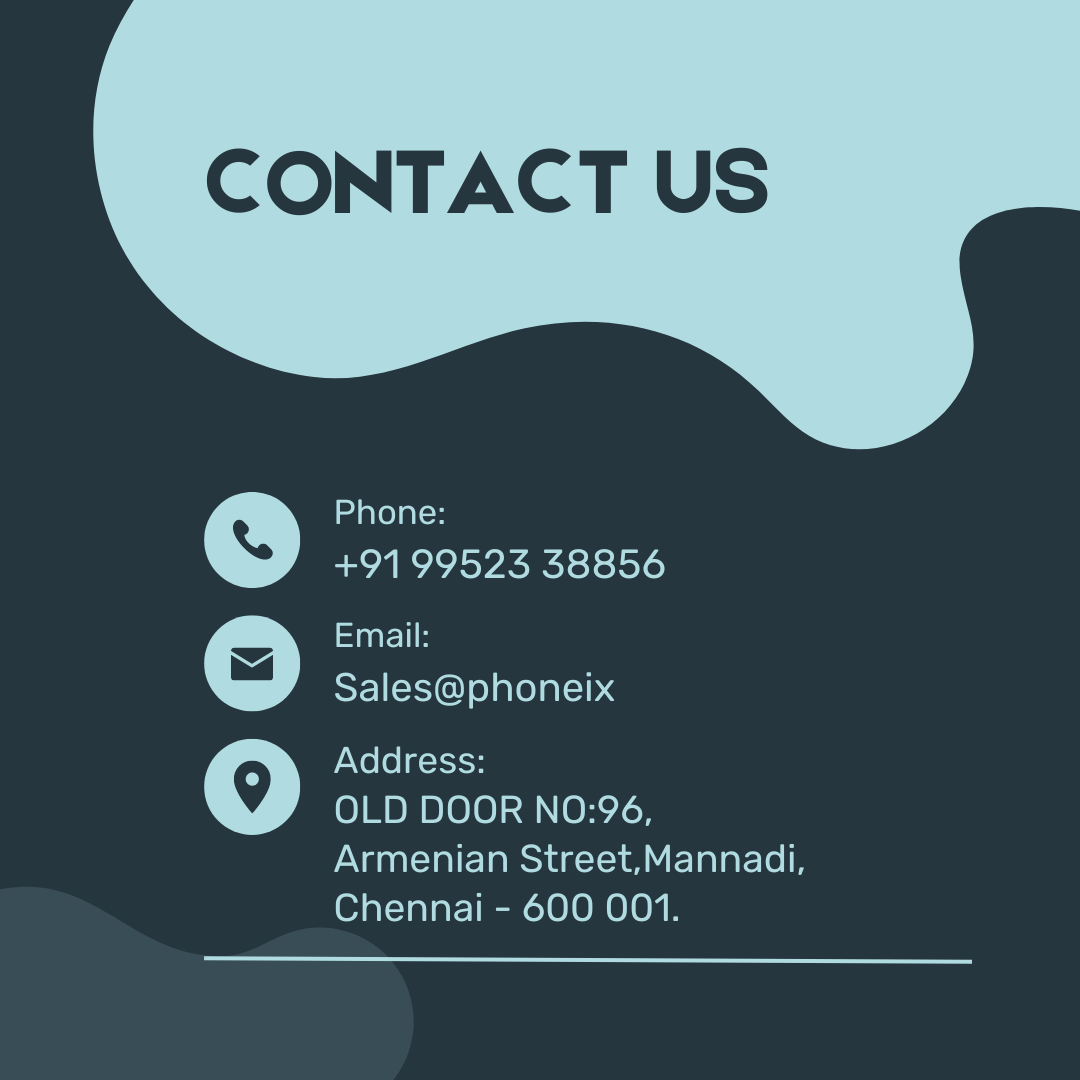 CONTACT US
Phone:
+91 99523 38856
Email:
Sales@phoneix
Address:
OLD DOOR NO:96,
Armenian Street,Mannadi,
Chennai - 600 001.